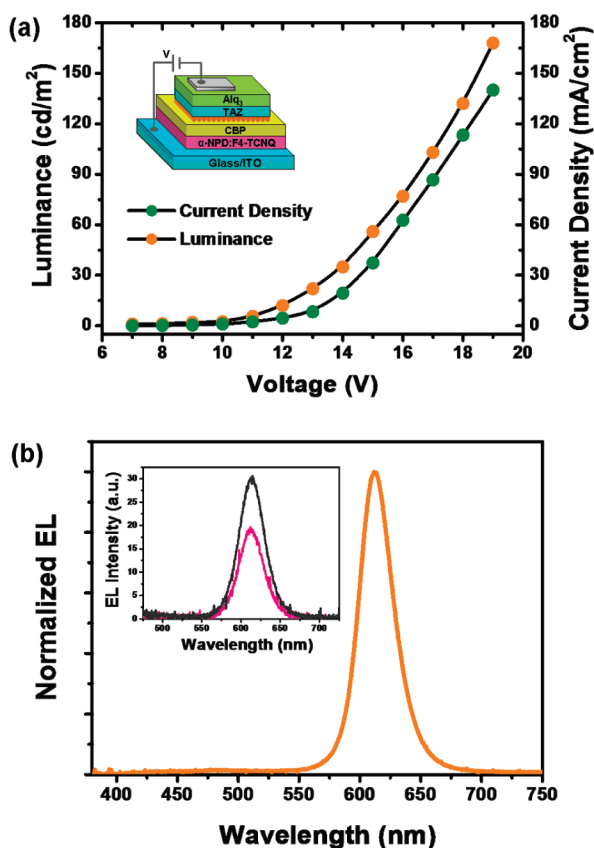 (a)
Luminance (cd/m²)
Current Density (mA/cm²)
180
150
120
90
60
30
0
180
150
120
90
60
30
0
V
Alq₃
TAZ
CBP
α-NPD:F4-TCNQ
Glass/ITO
Current Density
Luminance
6 8 10 12 14 16 18 20
Voltage (V)
(b)
Normalized EL
EL Intensity (a.u.)
30
25
20
15
10
5
0
500 550 600 650 700
Wavelength (nm)
400 450 500 550 600 650 700 750
Wavelength (nm)